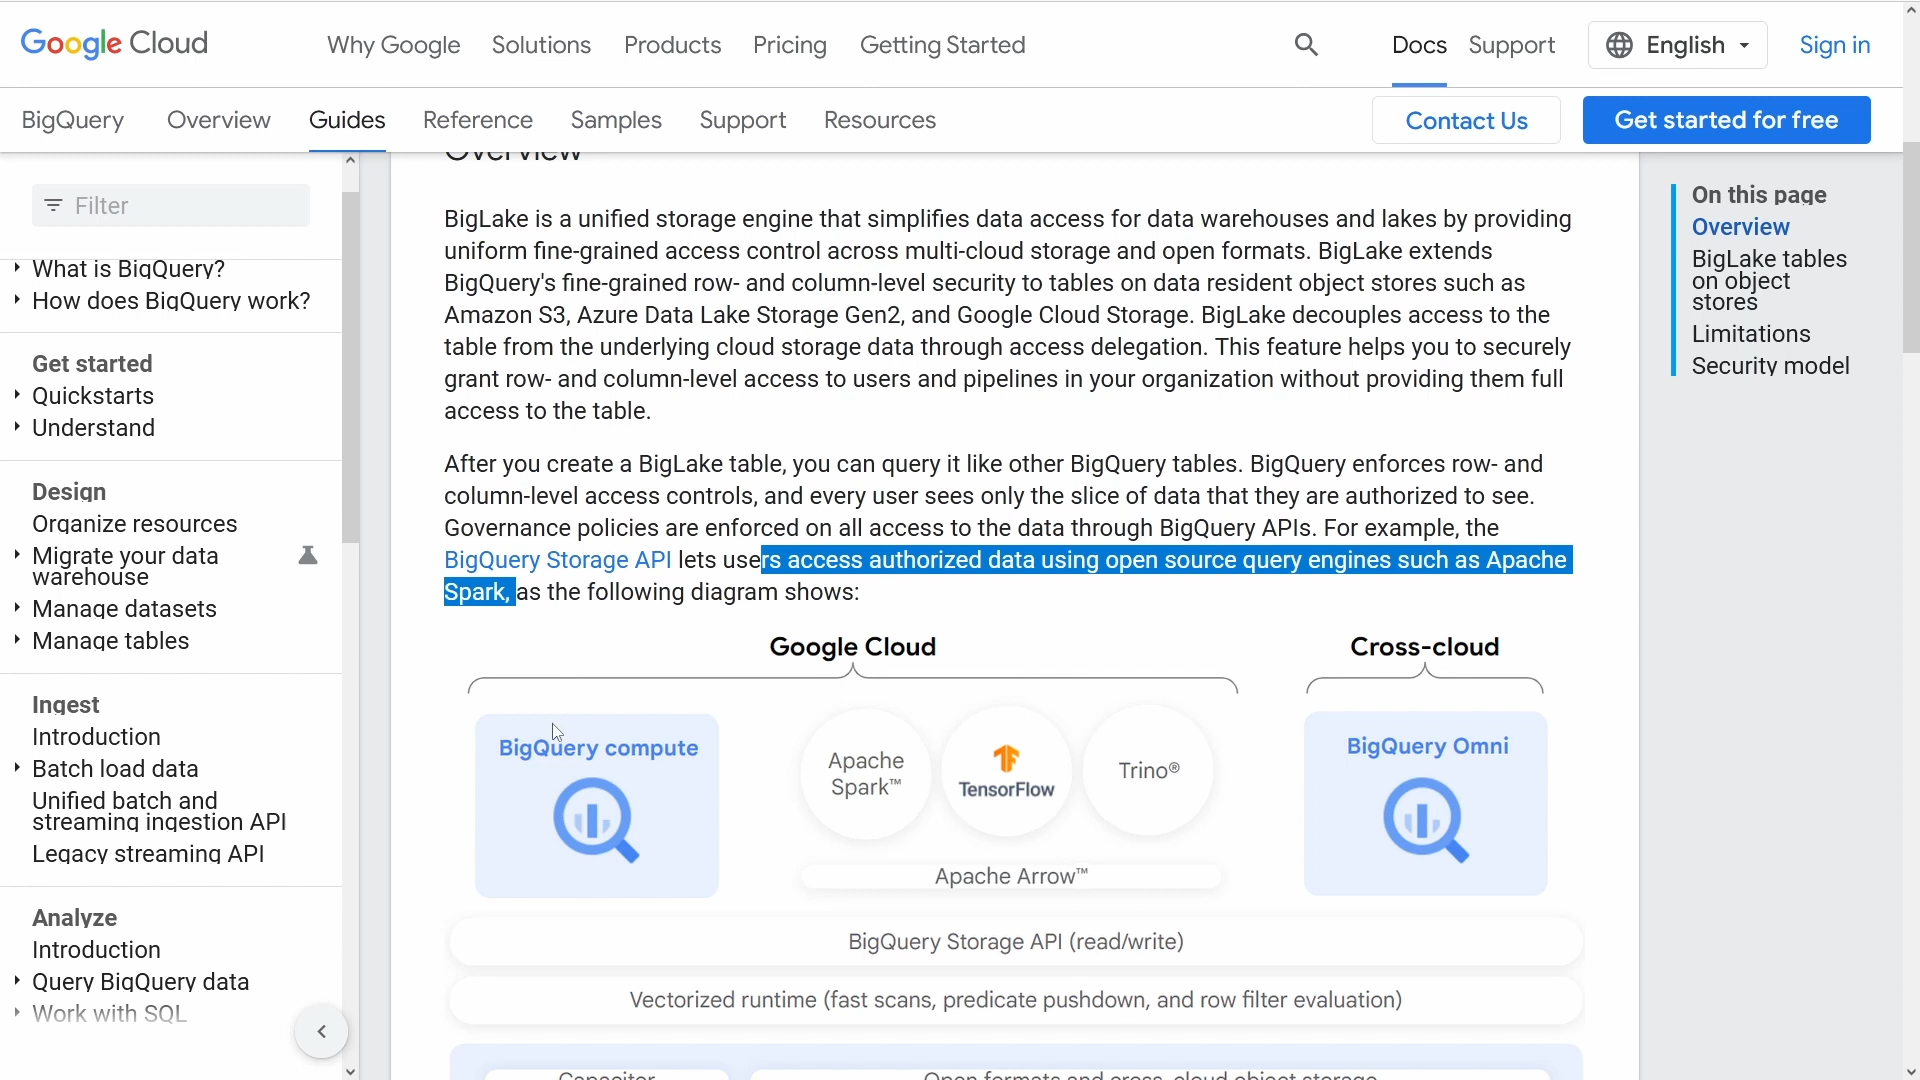 Google Cloud
Why Google
Solutions
Products
Pricing
Getting Started
Docs
Support
English
Sign in
BigQuery
Overview
Guides
Reference
Samples
Support
Resources
Contact Us
Get started for free
Filter
What is BigQuery?
How does BigQuery work?
Get started
Quickstarts
Understand
Design
Organize resources
Migrate your data
warehouse
Manage datasets
Manage tables
Ingest
Introduction
Batch load data
Unified batch and
streaming ingestion API
Legacy streaming API
Analyze
Introduction
Query BigQuery data
Work with SQL
Overview
BigLake is a unified storage engine that simplifies data access for data warehouses and lakes by providing
uniform fine-grained access control across multi-cloud storage and open formats. BigLake extends
BigQuery's fine-grained row- and column-level security to tables on data resident object stores such as
Amazon S3, Azure Data Lake Storage Gen2, and Google Cloud Storage. BigLake decouples access to the
table from the underlying cloud storage data through access delegation. This feature helps you to securely
grant row- and column-level access to users and pipelines in your organization without providing them full
access to the table.
After you create a BigLake table, you can query it like other BigQuery tables. BigQuery enforces row- and
column-level access controls, and every user sees only the slice of data that they are authorized to see.
Governance policies are enforced on all access to the data through BigQuery APIs. For example, the
BigQuery Storage API lets users access authorized data using open source query engines such as Apache
Spark, as the following diagram shows:
Google Cloud
Cross-cloud
BigQuery compute
Apache
Spark™
TensorFlow
Trino®
BigQuery Omni
Apache Arrow™
BigQuery Storage API (read/write)
Vectorized runtime (fast scans, predicate pushdown, and row filter evaluation)
Capacitor
Open formats and cross-cloud object storage
On this page
Overview
BigLake tables
on object
stores
Limitations
Security model